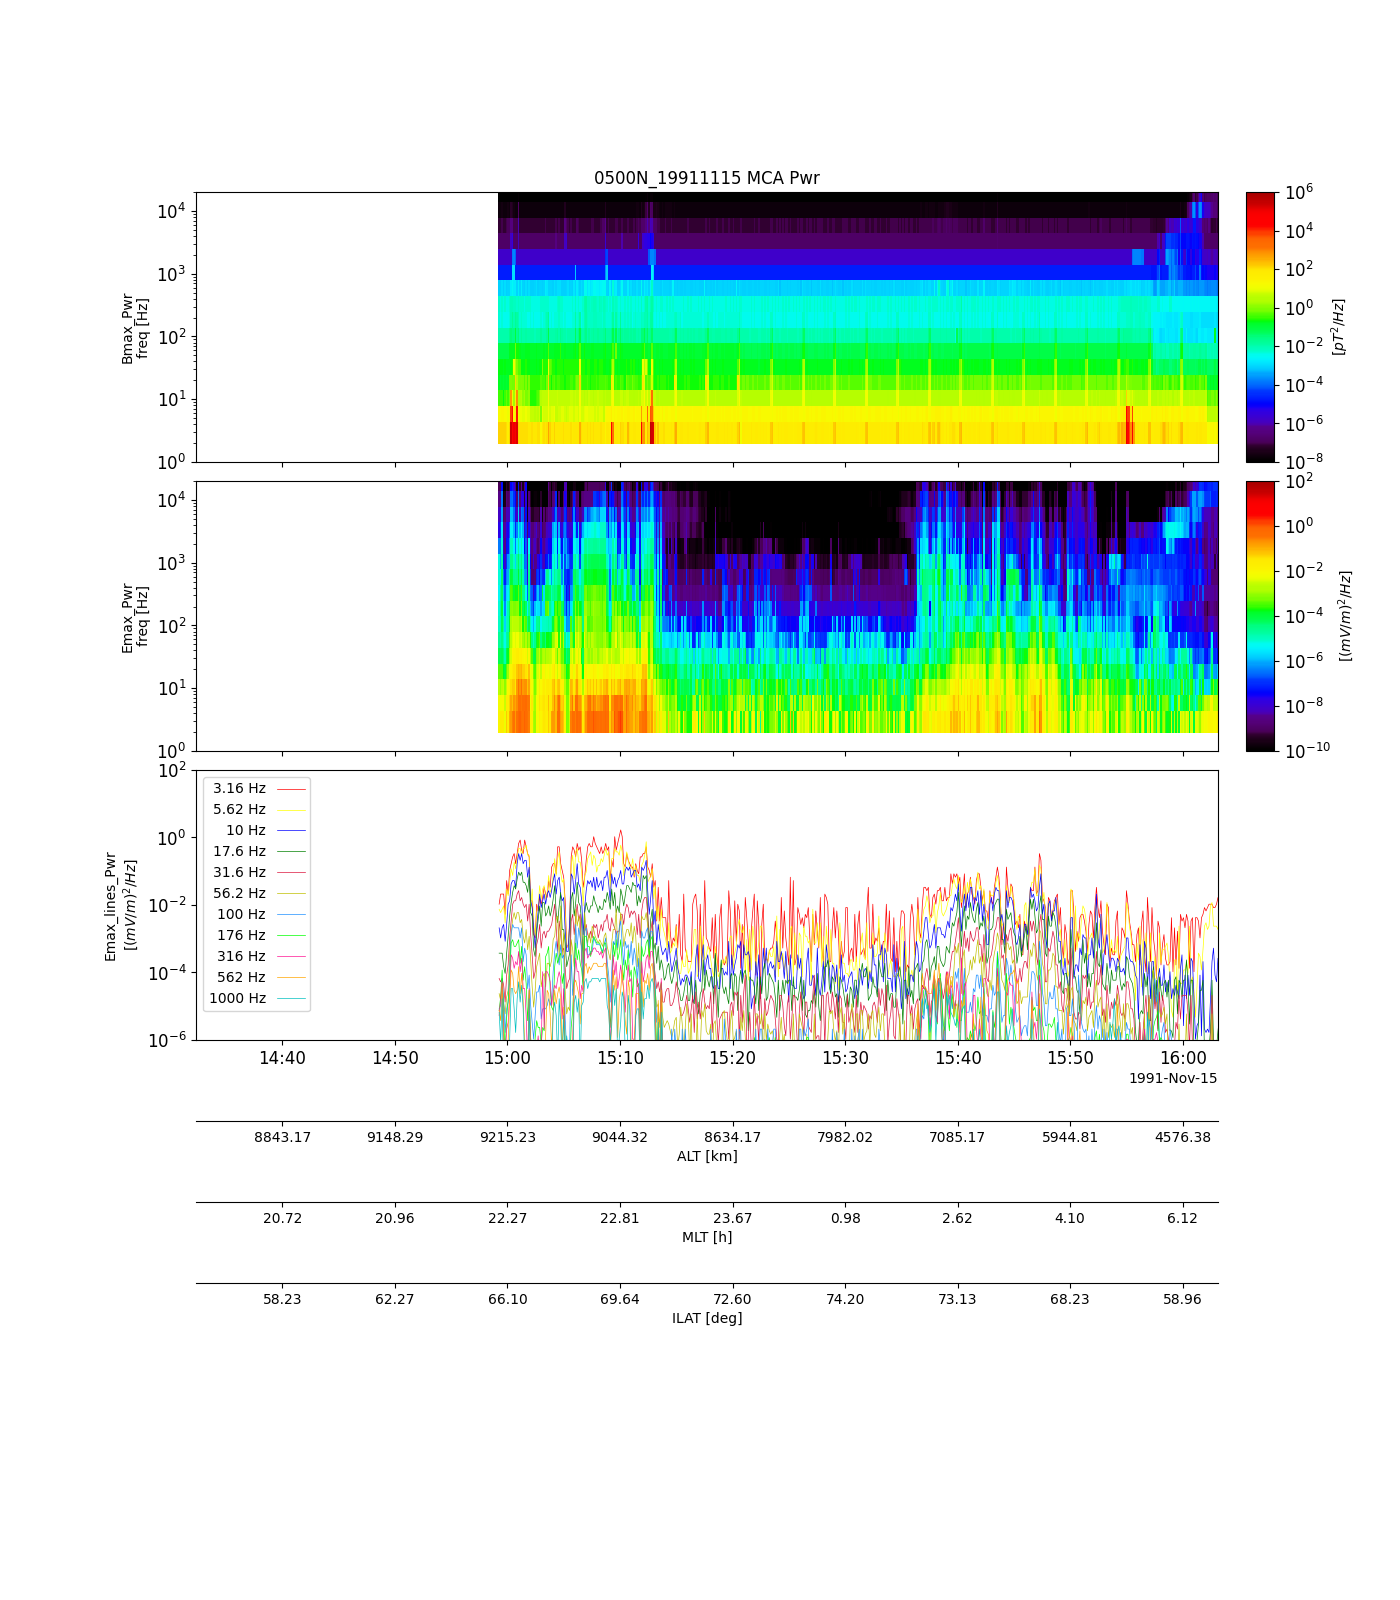 0500N_19911115 MCA Pwr
10^4
10^3
10^2
10^1
10^0
Bmax_Pwr
freq [Hz]
10^6
10^4
10^2
10^0
10^-2
10^-4
10^-6
10^-8
[pT^2/Hz]
10^4
10^3
10^2
10^1
10^0
Emax_Pwr
freq [Hz]
10^2
10^0
10^-2
10^-4
10^-6
10^-8
10^-10
[(mV/m)^2/Hz]
10^2
10^0
10^-2
10^-4
10^-6
Emax_lines_Pwr
[(mV/m)^2/Hz]
3.16 Hz
5.62 Hz
10 Hz
17.6 Hz
31.6 Hz
56.2 Hz
100 Hz
176 Hz
316 Hz
562 Hz
1000 Hz
14:40 14:50 15:00 15:10 15:20 15:30 15:40 15:50 16:00
1991-Nov-15
8843.17 9148.29 9215.23 9044.32 8634.17 7982.02 7085.17 5944.81 4576.38
ALT [km]
20.72 20.96 22.27 22.81 23.67 0.98 2.62 4.10 6.12
MLT [h]
58.23 62.27 66.10 69.64 72.60 74.20 73.13 68.23 58.96
ILAT [deg]